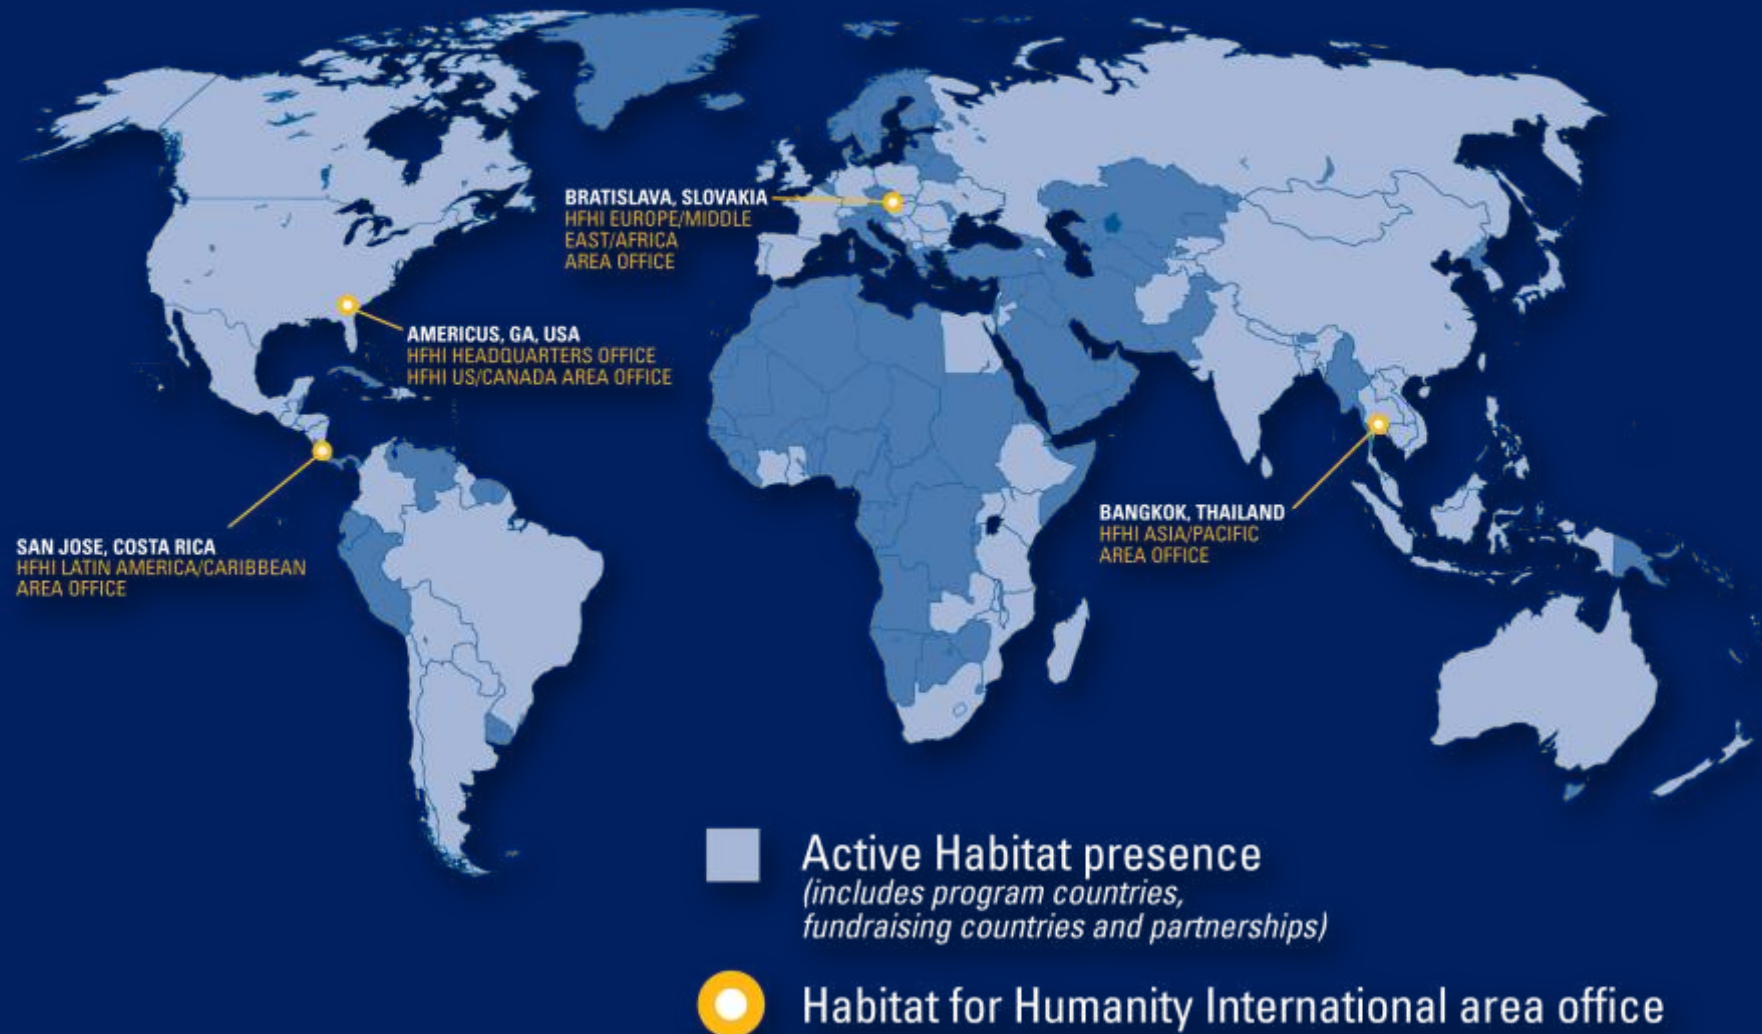 BRATISLAVA, SLOVAKIA
HFHI EUROPE/MIDDLE
EAST/AFRICA
AREA OFFICE
AMERICUS, GA, USA
HFHI HEADQUARTERS OFFICE
HFHI US/CANADA AREA OFFICE
SAN JOSE, COSTA RICA
HFHI LATIN AMERICA/CARIBBEAN
AREA OFFICE
BANGKOK, THAILAND
HFHI ASIA/PACIFIC
AREA OFFICE
Active Habitat presence
(includes program countries,
fundraising countries and partnerships)
Habitat for Humanity International area office